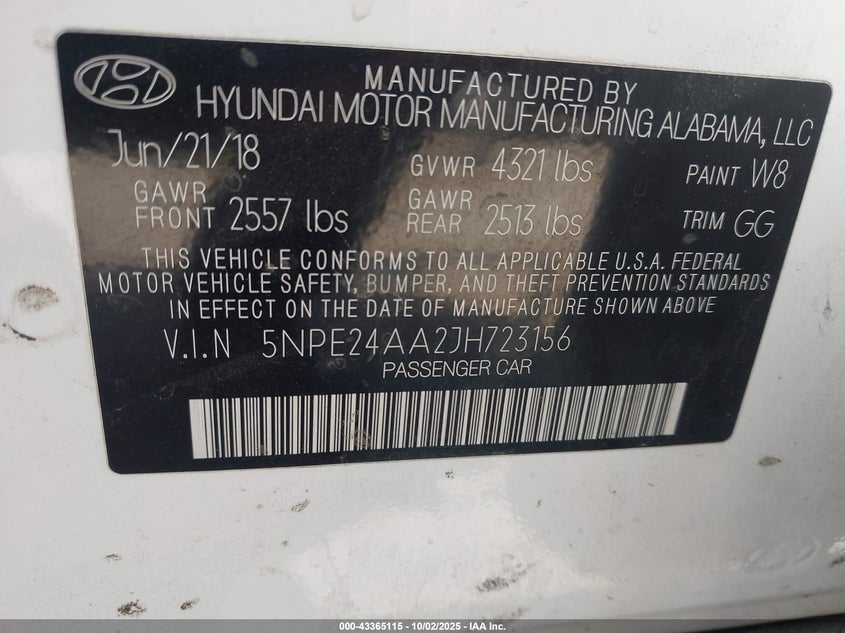 MANUFACTURED BY
HYUNDAI MOTOR MANUFACTURING ALABAMA, LLC
Jun/21/18 GVWR 4321 lbs PAINT W8
GAWR FRONT 2557 lbs GAWR REAR 2513 lbs TRIM GG
THIS VEHICLE CONFORMS TO ALL APPLICABLE U.S.A. FEDERAL
MOTOR VEHICLE SAFETY, BUMPER, AND THEFT PREVENTION STANDARDS
IN EFFECT ON THE DATE OF MANUFACTURE SHOWN ABOVE
V.I.N 5NPE24AA2JH723156
PASSENGER CAR
000-43365115 - 10/02/2025 - IAA Inc.